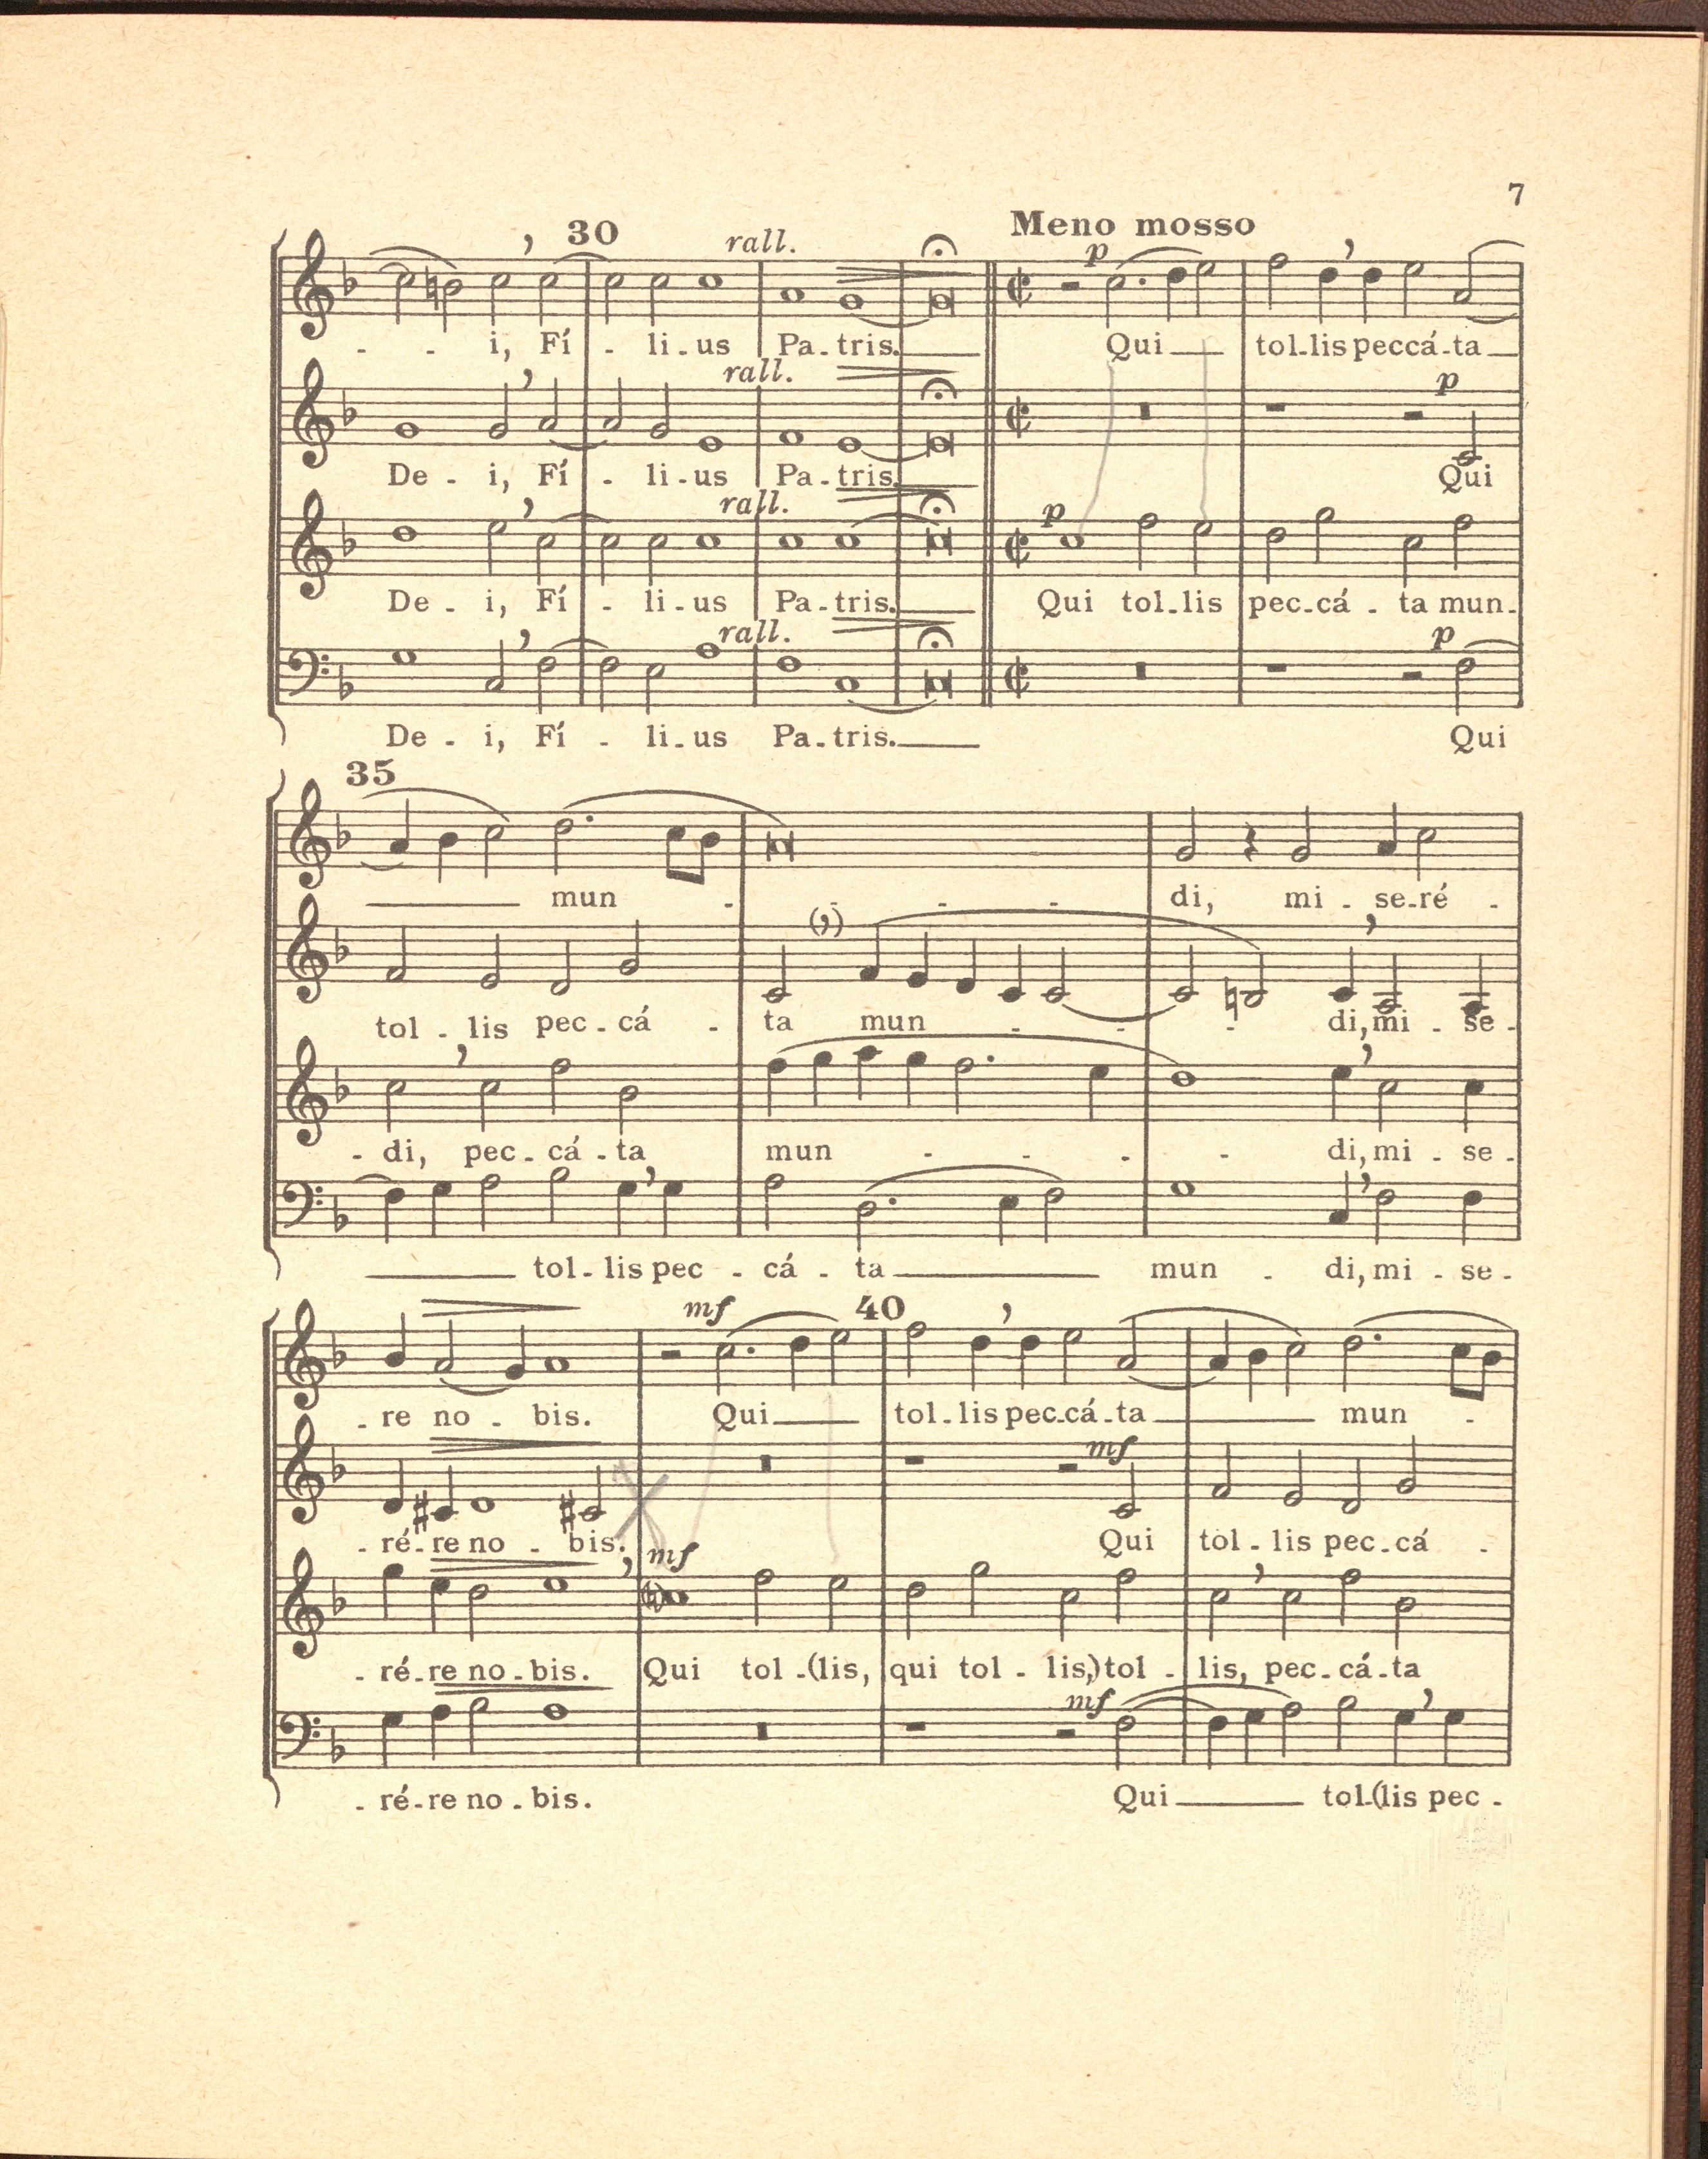 7
Meno mosso
30 rall. p
- - i, Fí - li - us Pa - tris. Qui tol - lis peccá - ta
rall. p
De - i, Fí - li - us Pa - tris. Qui
rall. p
De - i, Fí - li - us Pa - tris. Qui tol - lis pec - cá - ta mun -
rall. p
De - i, Fí - li - us Pa - tris. Qui
35
mun - - - - di, mi - se - ré -
(,)
tol - lis pec - cá - ta mun - - - di, mi - se -
- di, pec - cá - ta mun - - - - di, mi - se -
tol - lis pec - cá - ta mun - di, mi - se -
mf 40
- re no - bis. Qui tol - lis pec - cá - ta mun -
mf
- ré - re no - bis. Qui tol - lis pec - cá -
mf
- ré - re no - bis. Qui tol - (lis, qui tol - lis,) tol - lis, pec - cá - ta
mf
- ré - re no - bis. Qui tol - (lis pec -